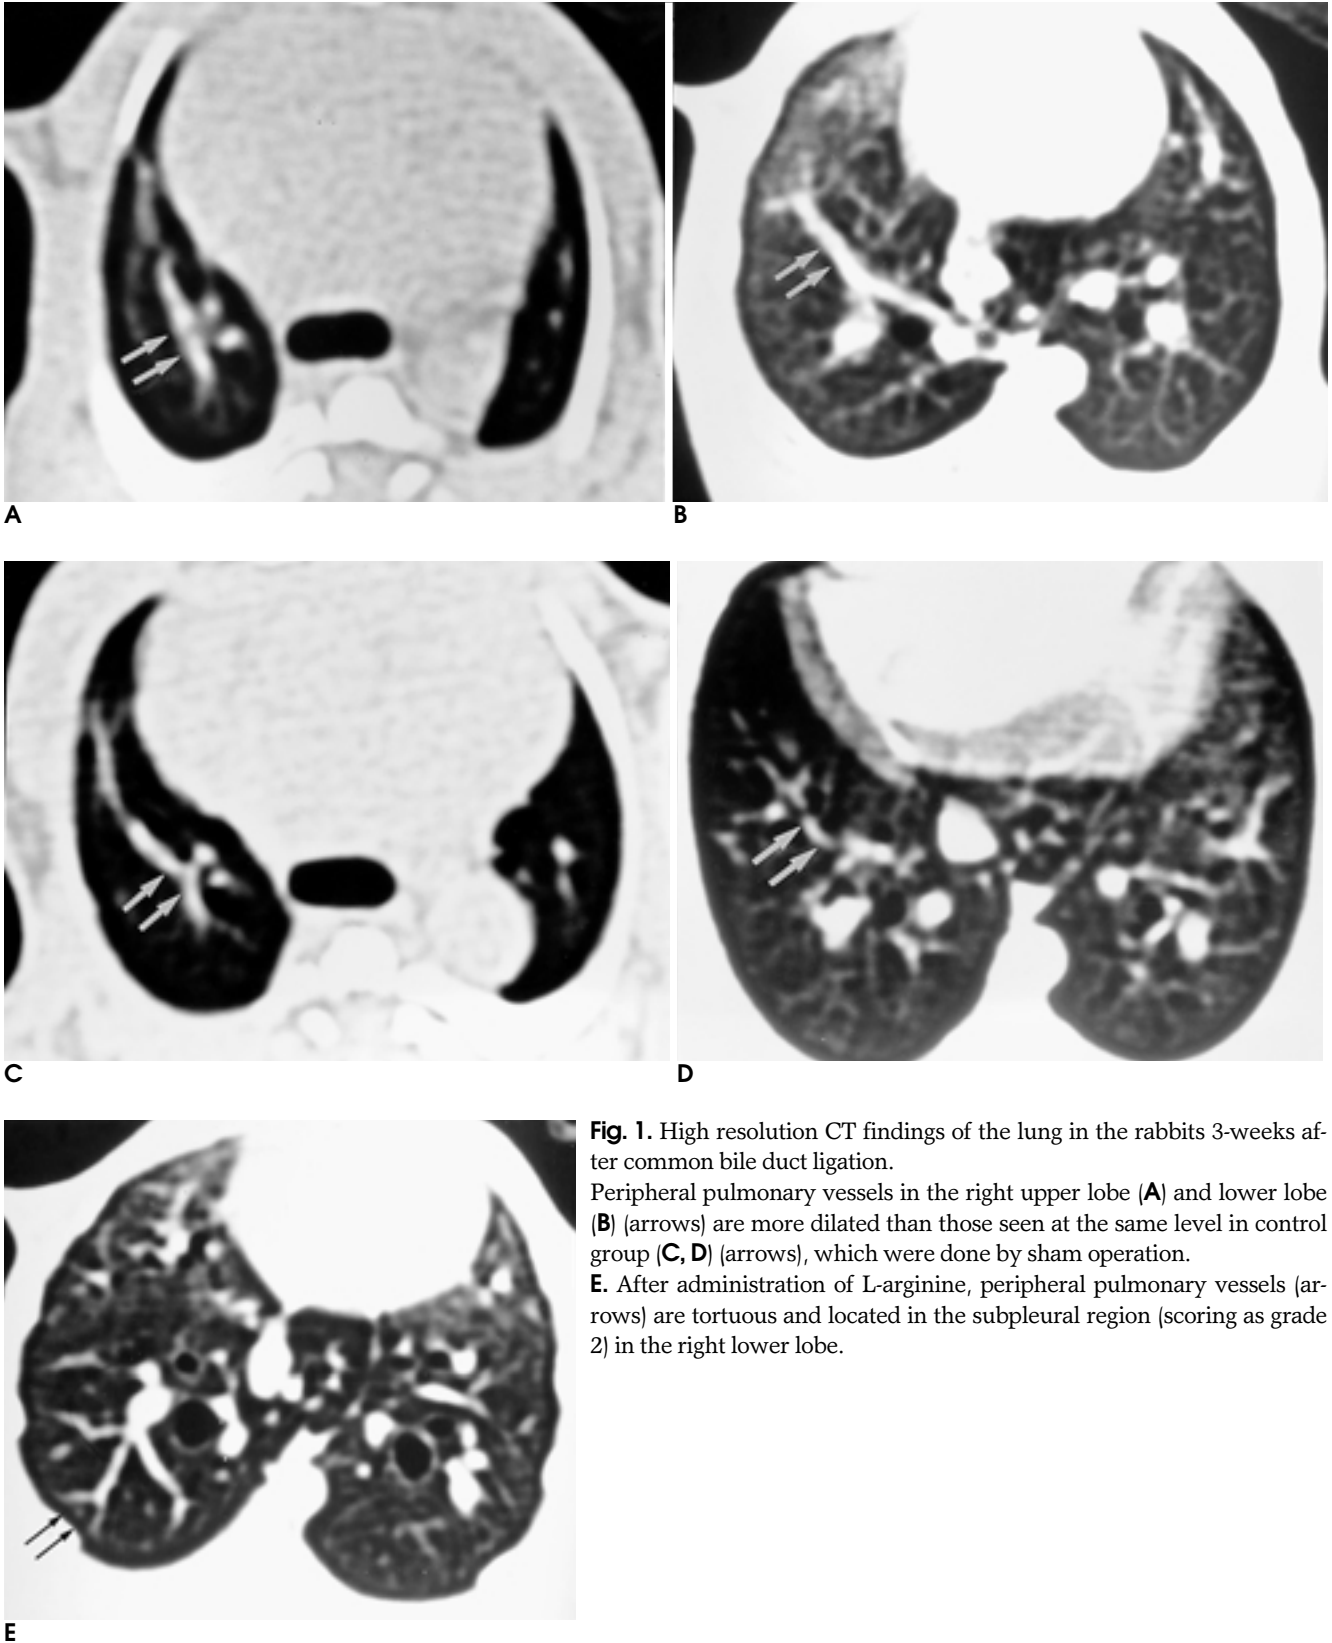 A
B
C
D
E
Fig. 1. High resolution CT findings of the lung in the rabbits 3-weeks af-
ter common bile duct ligation.
Peripheral pulmonary vessels in the right upper lobe (A) and lower lobe
(B) (arrows) are more dilated than those seen at the same level in control
group (C, D) (arrows), which were done by sham operation.
E. After administration of L-arginine, peripheral pulmonary vessels (ar-
rows) are tortuous and located in the subpleural region (scoring as grade
2) in the right lower lobe.